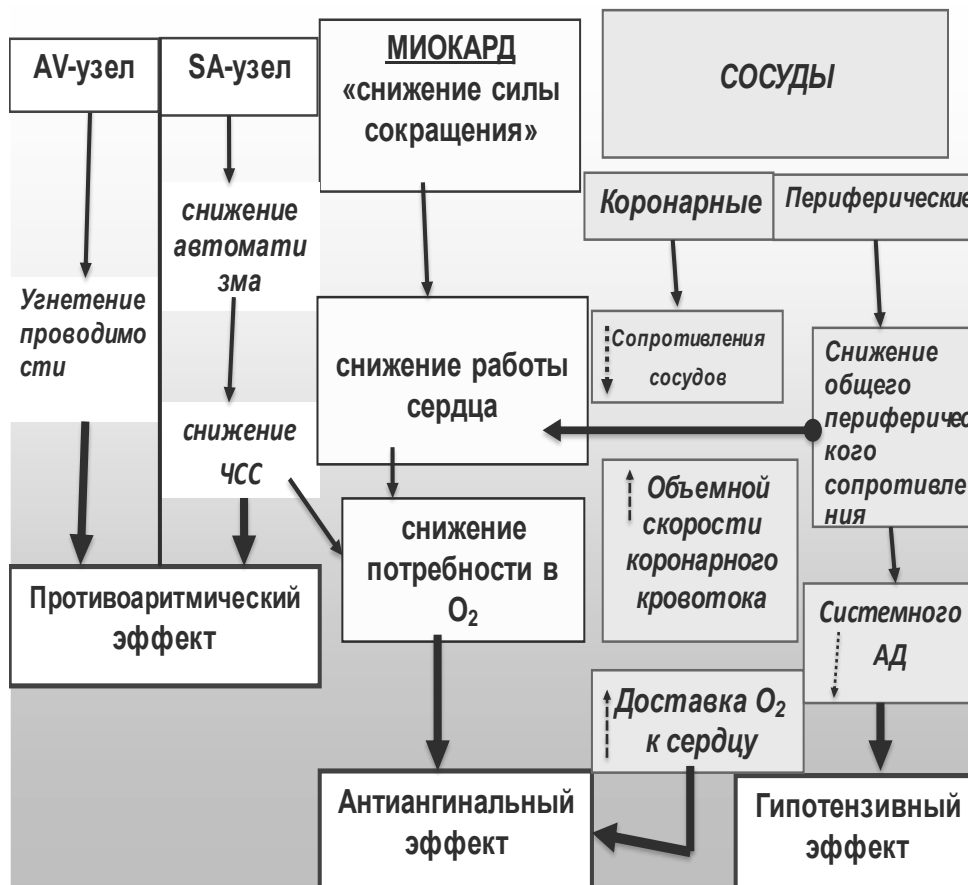 AV-узел
SA-узел
МИОКАРД
«снижение силы
сокращения»
СОСУДЫ
Коронарные
Периферические
снижение
автомати
зма
Угнетение
проводимо
сти
снижение работы
сердца
Сопротивления
сосудов
Снижение
общего
периферичес
кого
сопротивле
ния
снижение
ЧСС
Объемной
скорости
коронарного
кровотока
снижение
потребности в
O₂
Противоаритмический
эффект
Системного
АД
Доставка O₂
к сердцу
Антиангинальный
эффект
Гипотензивный
эффект